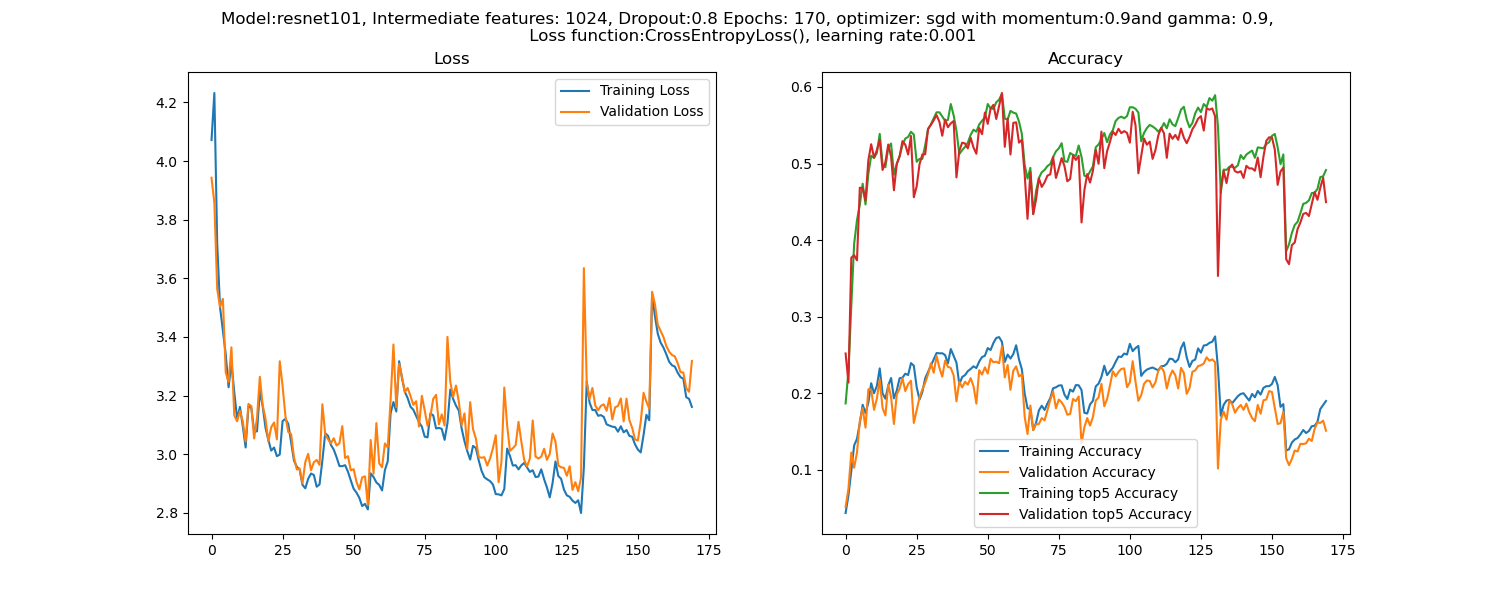 Model:resnet101, Intermediate features: 1024, Dropout:0.8 Epochs: 170, optimizer: sgd with momentum:0.9and gamma: 0.9,
Loss function:CrossEntropyLoss(), learning rate:0.001
Loss
4.2
4.0
3.8
3.6
3.4
3.2
3.0
2.8
0 25 50 75 100 125 150 175
Training Loss
Validation Loss
Accuracy
0.6
0.5
0.4
0.3
0.2
0.1
0 25 50 75 100 125 150 175
Training Accuracy
Validation Accuracy
Training top5 Accuracy
Validation top5 Accuracy